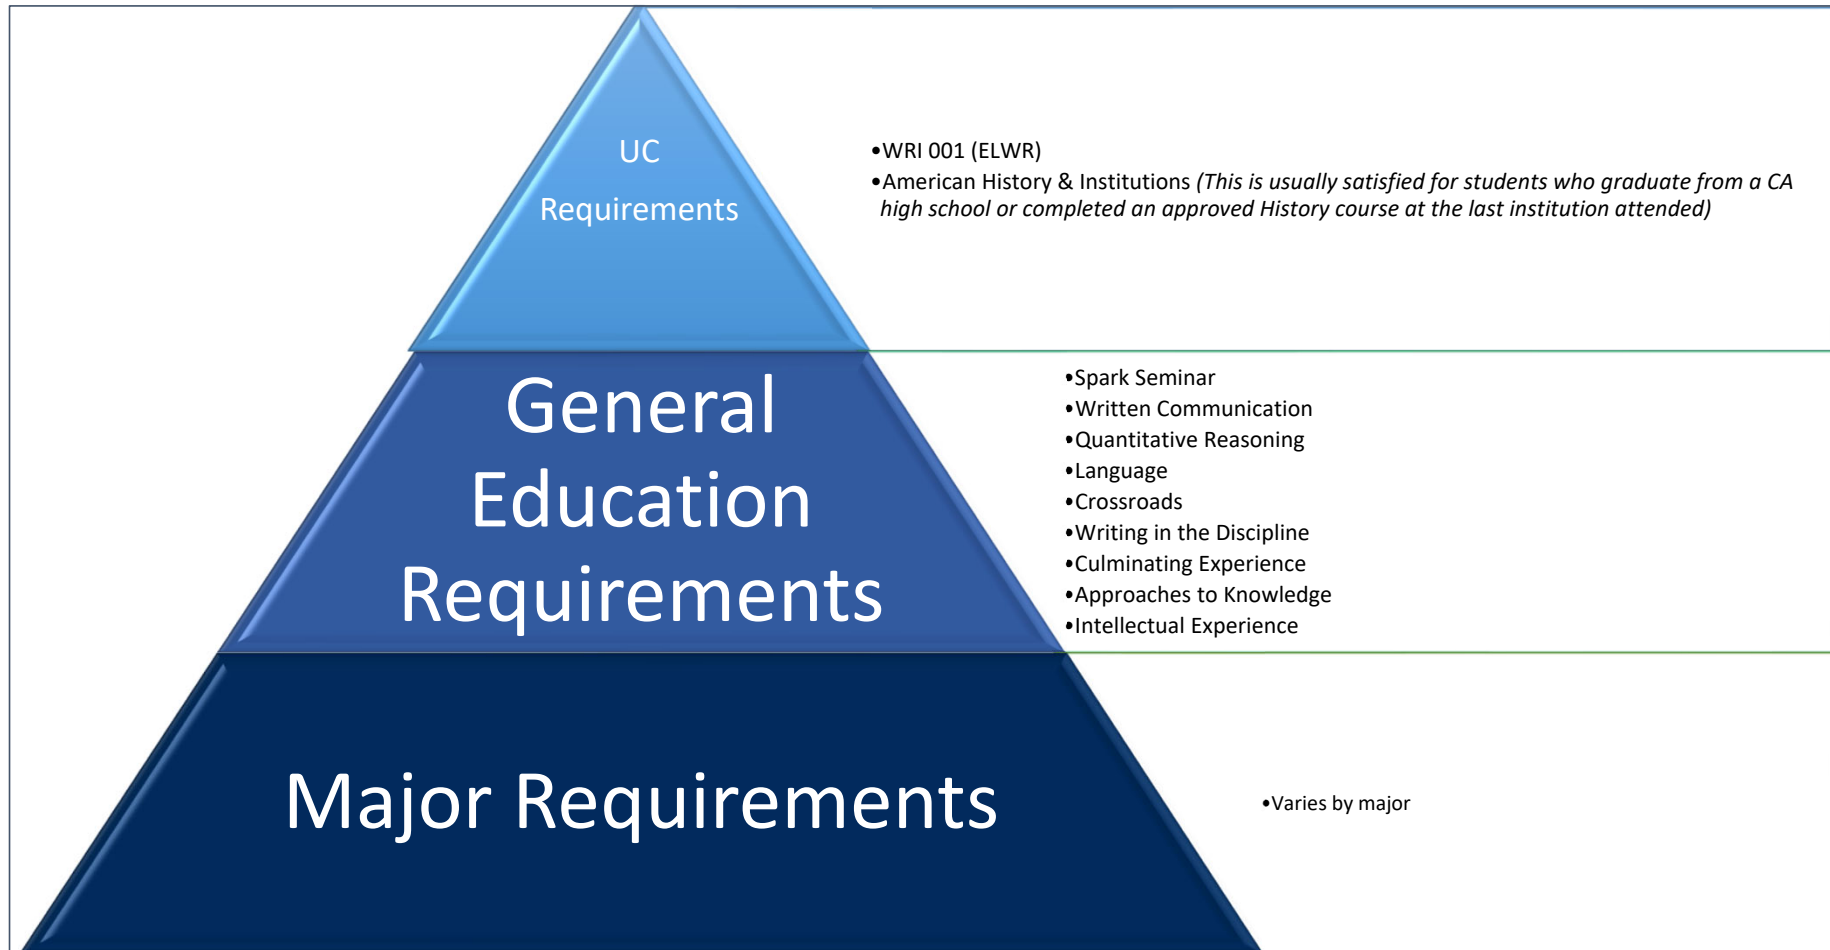 UC
Requirements
•WRI 001 (ELWR)
•American History & Institutions (This is usually satisfied for students who graduate from a CA
high school or completed an approved History course at the last institution attended)
General
Education
Requirements
•Spark Seminar
•Written Communication
•Quantitative Reasoning
•Language
•Crossroads
•Writing in the Discipline
•Culminating Experience
•Approaches to Knowledge
•Intellectual Experience
Major Requirements
•Varies by major